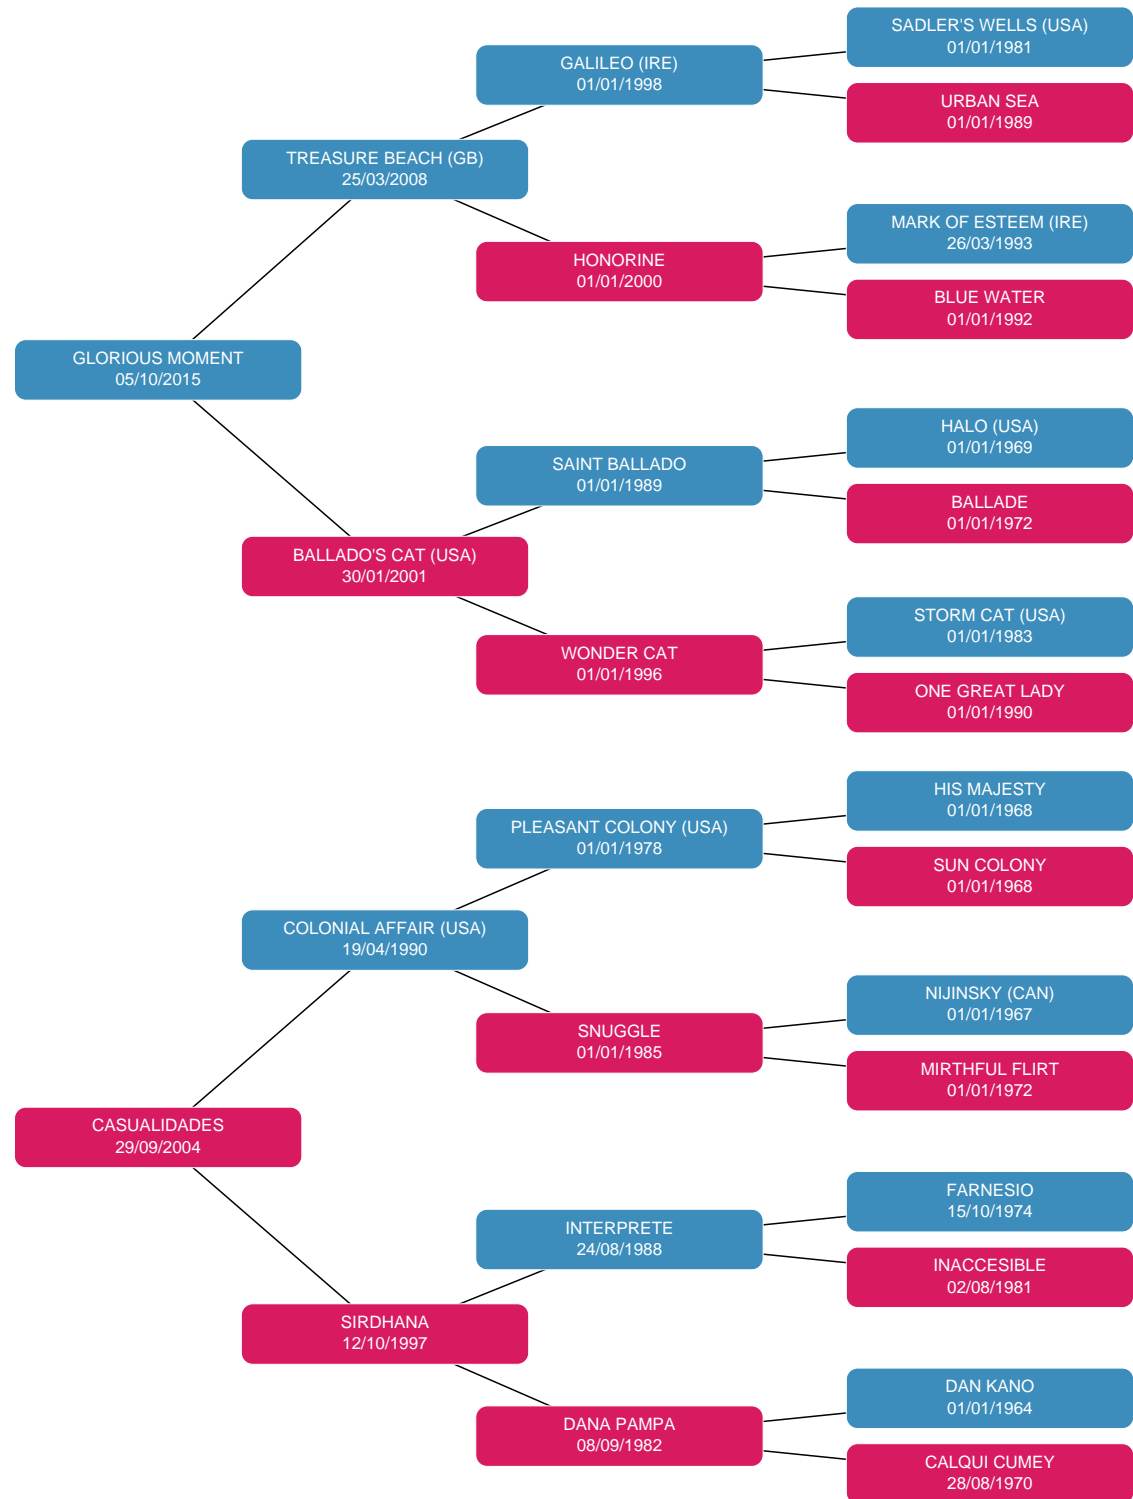 SADLER'S WELLS (USA)
01/01/1981
GALILEO (IRE)
01/01/1998
URBAN SEA
01/01/1989
TREASURE BEACH (GB)
25/03/2008
MARK OF ESTEEM (IRE)
26/03/1993
HONORINE
01/01/2000
BLUE WATER
01/01/1992
GLORIOUS MOMENT
05/10/2015
HALO (USA)
01/01/1969
SAINT BALLADO
01/01/1989
BALLADE
01/01/1972
BALLADO'S CAT (USA)
30/01/2001
STORM CAT (USA)
01/01/1983
WONDER CAT
01/01/1996
ONE GREAT LADY
01/01/1990
HIS MAJESTY
01/01/1968
PLEASANT COLONY (USA)
01/01/1978
SUN COLONY
01/01/1968
COLONIAL AFFAIR (USA)
19/04/1990
NIJINSKY (CAN)
01/01/1967
SNUGGLE
01/01/1985
MIRTHFUL FLIRT
01/01/1972
CASUALIDADES
29/09/2004
FARNESIO
15/10/1974
INTERPRETE
24/08/1988
INACCESIBLE
02/08/1981
SIRDHANA
12/10/1997
DAN KANO
01/01/1964
DANA PAMPA
08/09/1982
CALQUI CUMEY
28/08/1970